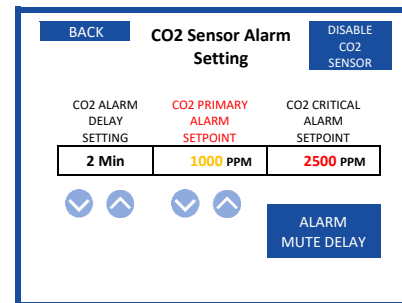 BACK
CO2 Sensor Alarm
Setting
DISABLE
CO2
SENSOR
CO2 ALARM
DELAY
SETTING
CO2 PRIMARY
ALARM
SETPOINT
CO2 CRITICAL
ALARM
SETPOINT
2 Min
1000 PPM
2500 PPM
ALARM
MUTE DELAY